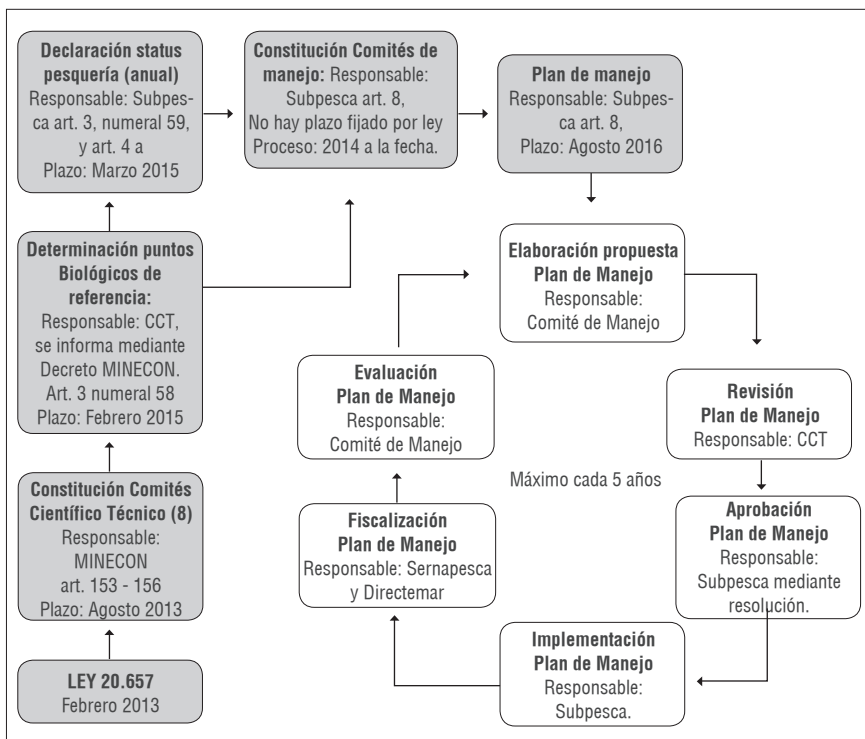 Declaración status
pesquería (anual)
Responsable: Subpes-
ca art. 3, numeral 59,
y art. 4 a
Plazo: Marzo 2015
Constitución Comités de
manejo: Responsable:
Subpesca art. 8,
No hay plazo fijado por ley
Proceso: 2014 a la fecha.
Plan de manejo
Responsable: Subpes-
ca art. 8,
Plazo: Agosto 2016
Determinación puntos
Biológicos de
referencia:
Responsable: CCT,
se informa mediante
Decreto MINECON.
Art. 3 numeral 58
Plazo: Febrero 2015
Constitución Comités
Científico Técnico (8)
Responsable:
MINECON
art. 153 - 156
Plazo: Agosto 2013
LEY 20.657
Febrero 2013
Elaboración propuesta
Plan de Manejo
Responsable:
Comité de Manejo
Revisión
Plan de Manejo
Responsable: CCT
Aprobación
Plan de Manejo
Responsable:
Subpesca mediante
resolución.
Implementación
Plan de Manejo
Responsable:
Subpesca.
Fiscalización
Plan de Manejo
Responsable: Sernapesca
y Directemar
Evaluación
Plan de Manejo
Responsable:
Comité de Manejo
Máximo cada 5 años